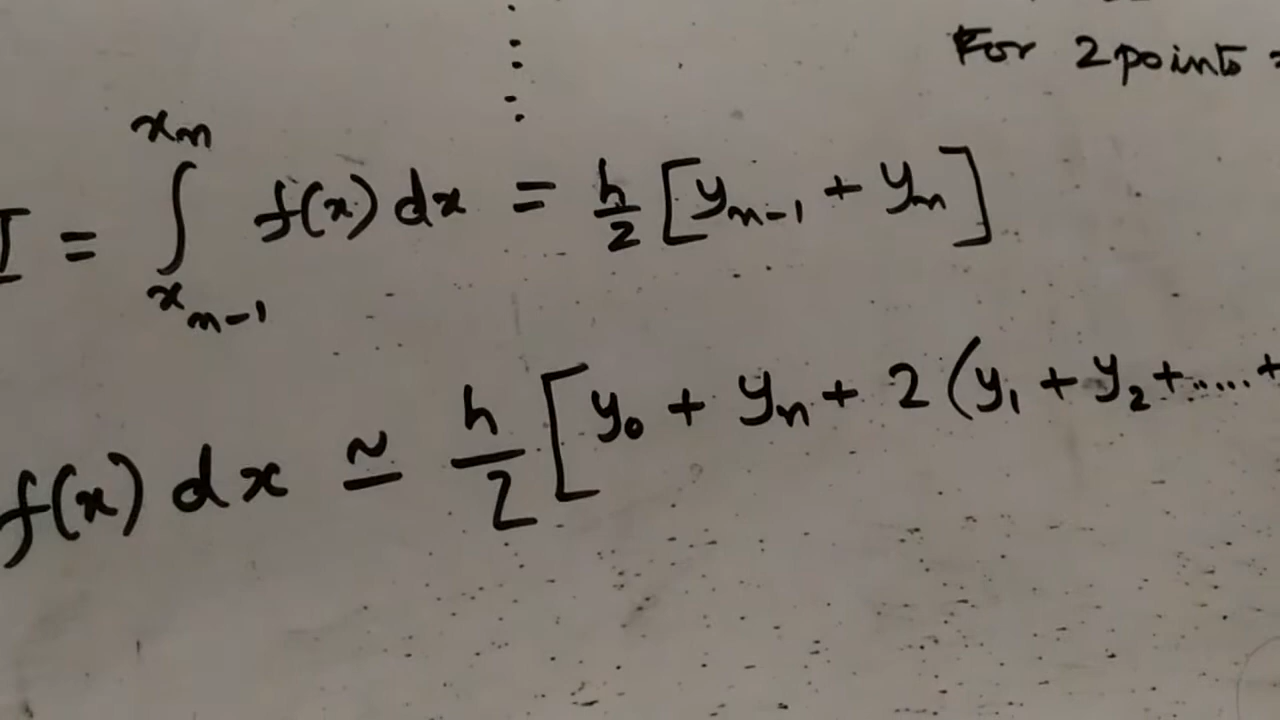 For 2 points =
I = ∫_{x_{n-1}}^{x_n} f(x) dx = h/2 [y_{n-1} + y_n]
f(x) dx ≃ h/2 [y_0 + y_n + 2 (y_1 + y_2 + ..... +